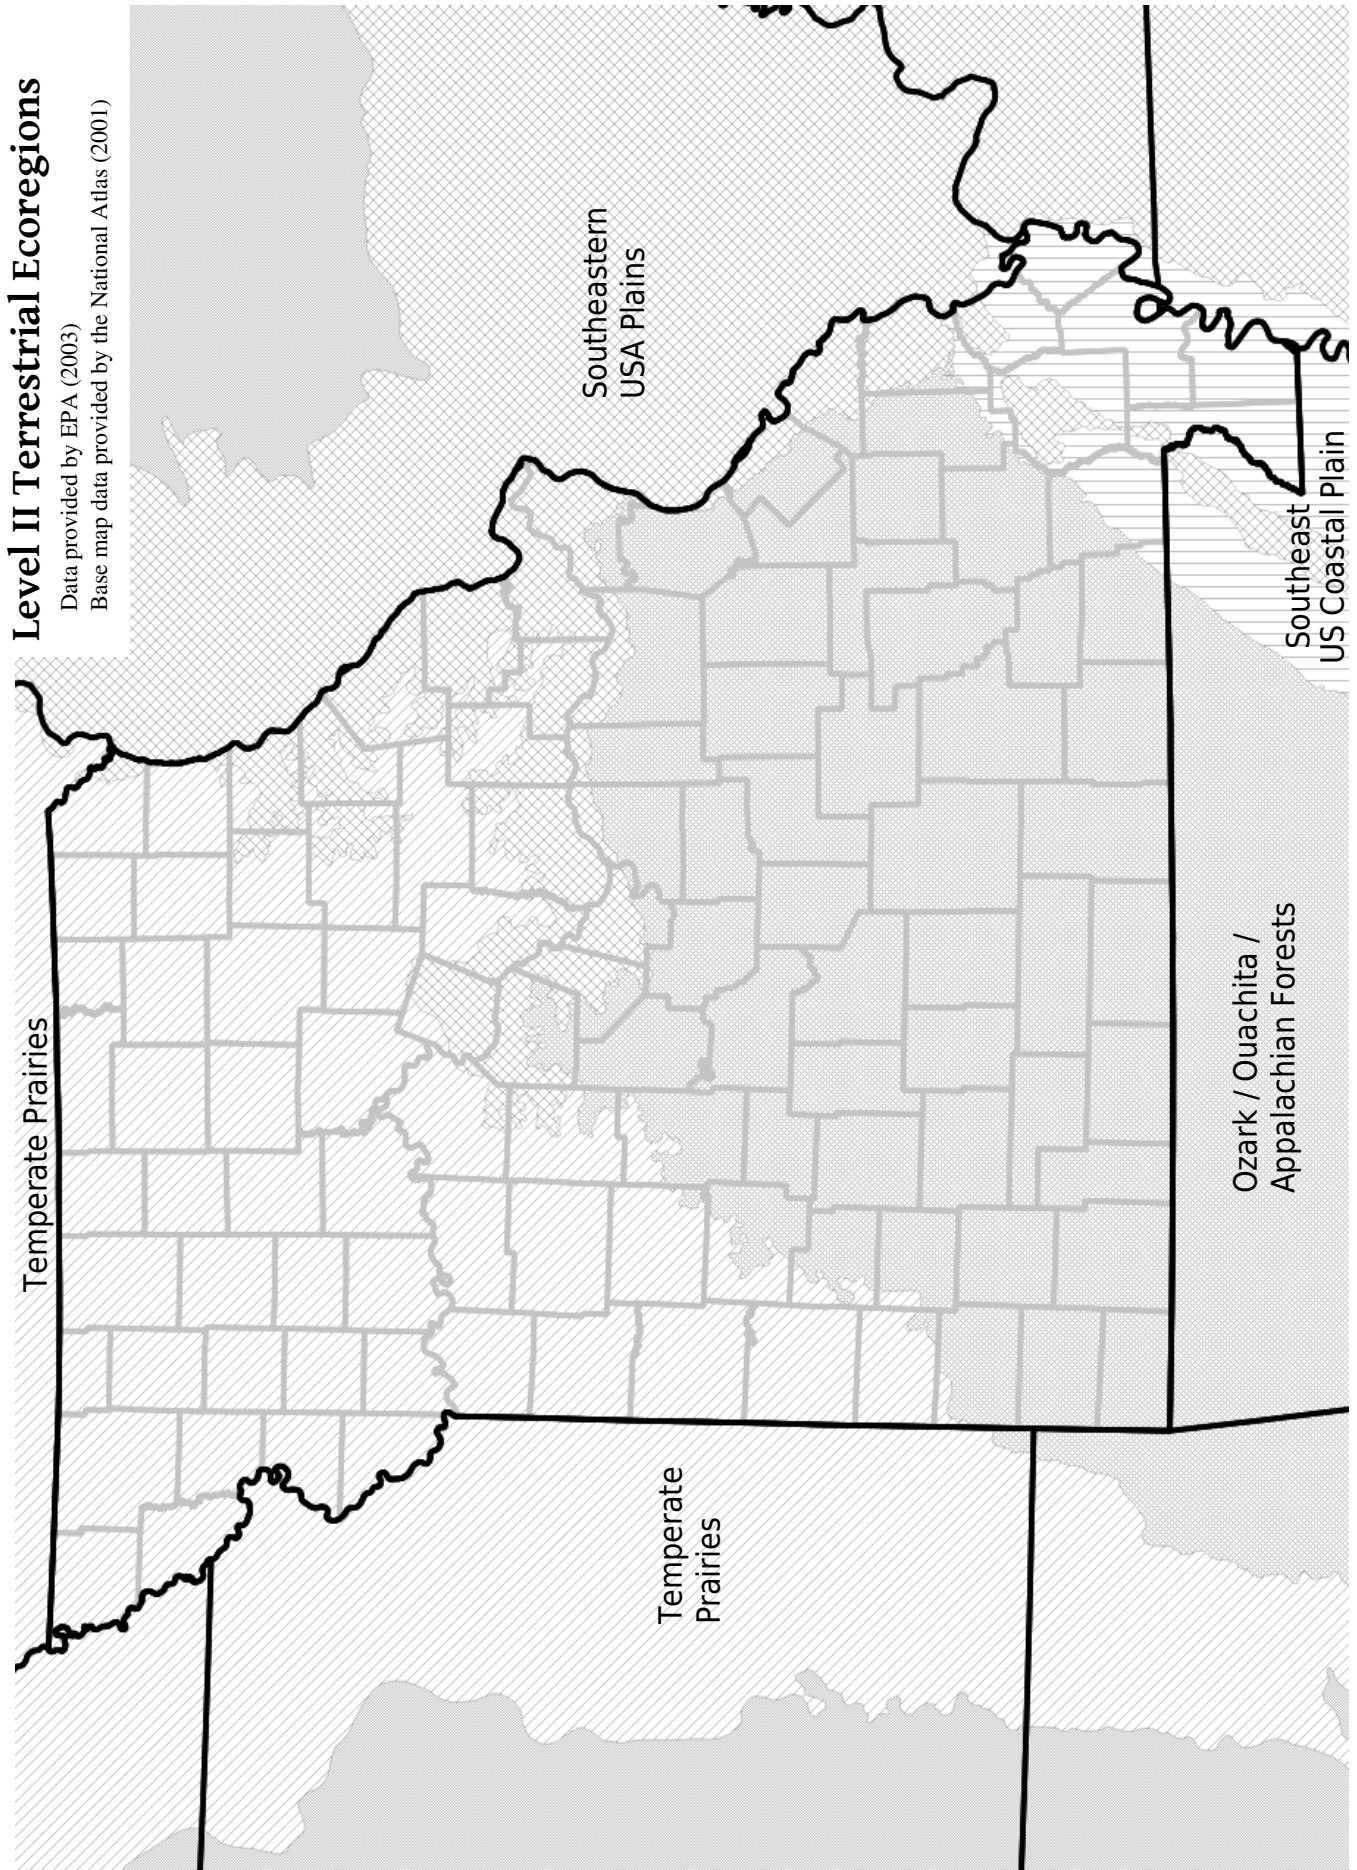 Level II Terrestrial Ecoregions
Data provided by EPA (2003)
Base map data provided by the National Atlas (2001)
Temperate Prairies
Southeastern
USA Plains
Temperate
Prairies
Ozark / Ouachita /
Appalachian Forests
Southeast
US Coastal Plain